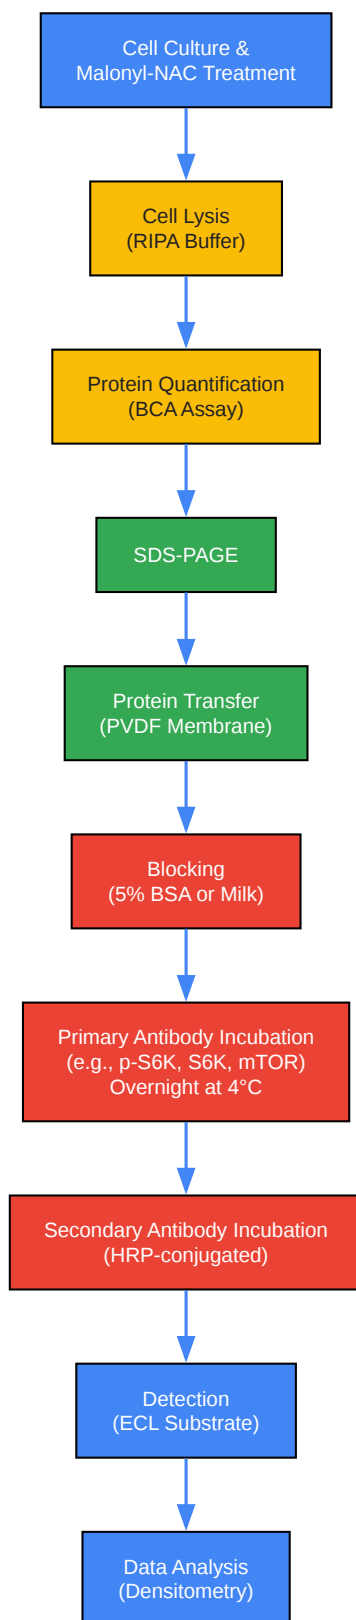 Cell Culture &
Malonyl-NAC Treatment
Cell Lysis
(RIPA Buffer)
Protein Quantification
(BCA Assay)
SDS-PAGE
Protein Transfer
(PVDF Membrane)
Blocking
(5% BSA or Milk)
Primary Antibody Incubation
(e.g., p-S6K, S6K, mTOR)
Overnight at 4°C
Secondary Antibody Incubation
(HRP-conjugated)
Detection
(ECL Substrate)
Data Analysis
(Densitometry)